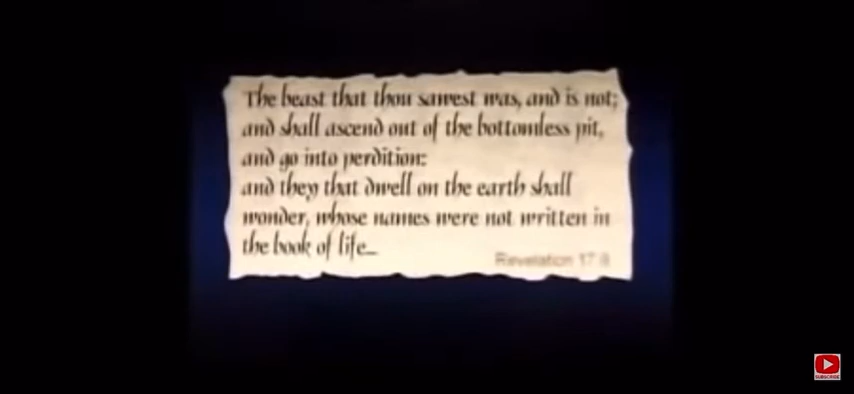 The beast that thou sawest was, and is not;
and shall ascend out of the bottomless pit,
and go into perdition:
and they that dwell on the earth shall
wonder, whose names were not written in
the book of life...
Revelation 17:8
SUBSCRIBE